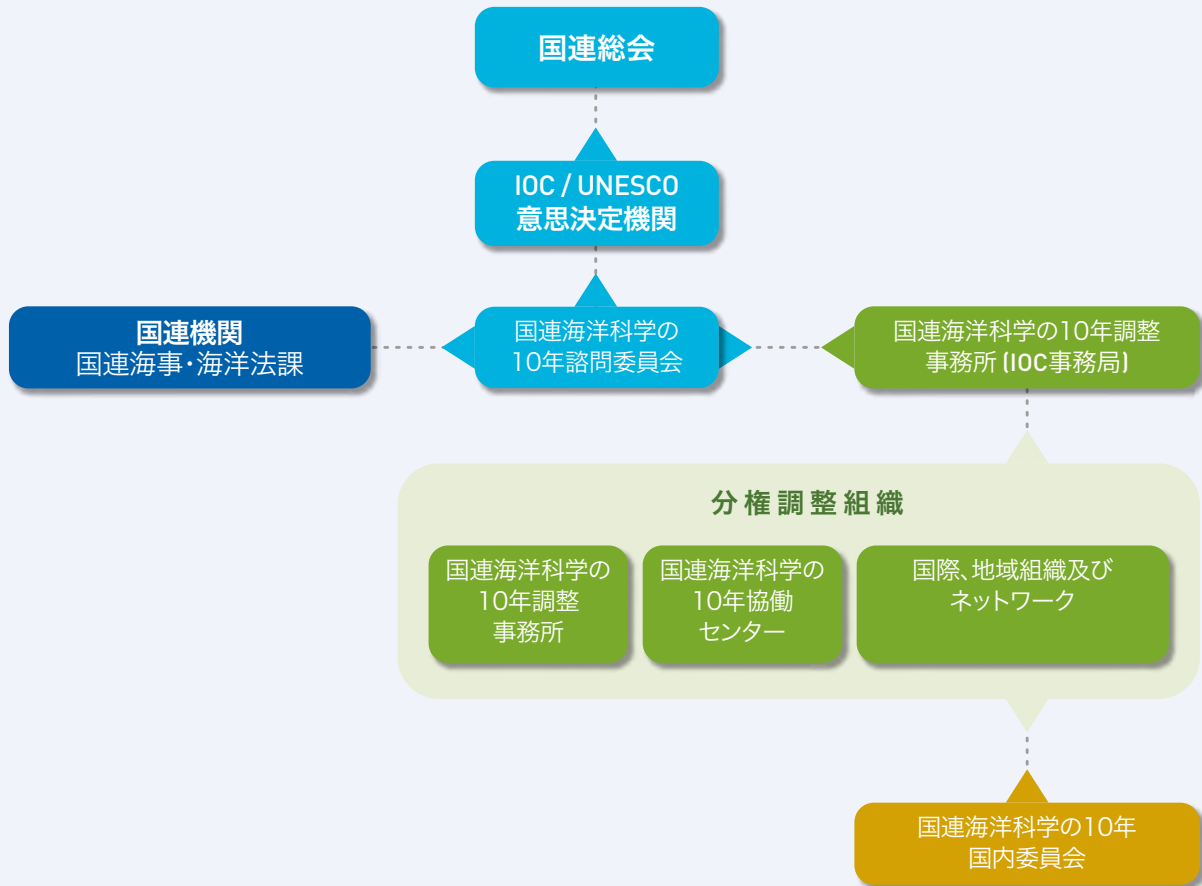 国連総会
IOC / UNESCO
意思決定機関
国連機関
国連海事・海洋法課
国連海洋科学の
10年諮問委員会
国連海洋科学の10年調整
事務所 (IOC事務局)
分権調整組織
国連海洋科学の
10年調整
事務所
国連海洋科学の
10年協働
センター
国際、地域組織及び
ネットワーク
国連海洋科学の10年
国内委員会